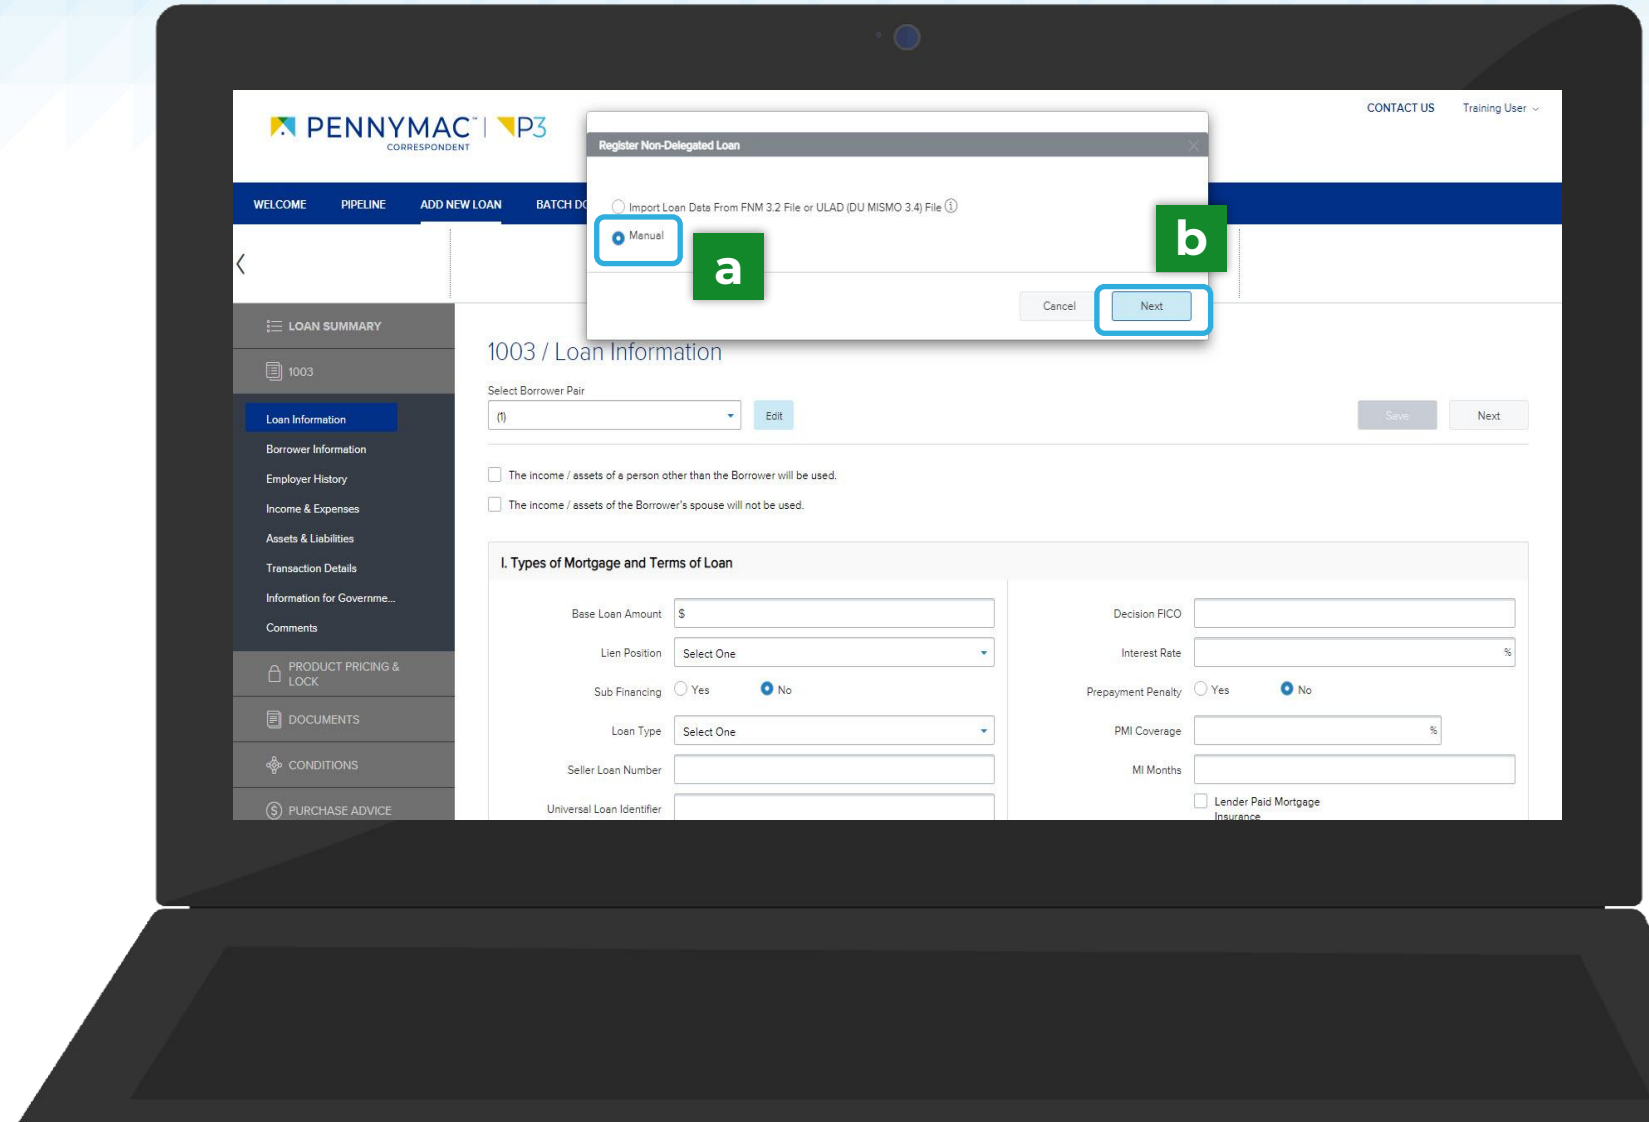 PENNYMAC™ | P3
CORRESPONDENT
CONTACT US
Training User
WELCOME
PIPELINE
ADD NEW LOAN
BATCH
Register Non-Delegated Loan
Import Loan Data From FNM 3.2 File or ULAD (DU MISMO 3.4) File
Manual
a
b
Cancel
Next
LOAN SUMMARY
1003
Loan Information
Borrower Information
Employer History
Income & Expenses
Assets & Liabilities
Transaction Details
Information for Governme...
Comments
PRODUCT PRICING &
LOCK
DOCUMENTS
CONDITIONS
PURCHASE ADVICE
1003 / Loan Information
Select Borrower Pair
(1)
Edit
Save
Next
The income / assets of a person other than the Borrower will be used.
The income / assets of the Borrower's spouse will not be used.
I. Types of Mortgage and Terms of Loan
Base Loan Amount $
Lien Position Select One
Sub Financing Yes No
Loan Type Select One
Seller Loan Number
Universal Loan Identifier
Decision FICO
Interest Rate %
Prepayment Penalty Yes No
PMI Coverage %
MI Months
Lender Paid Mortgage
Insurance